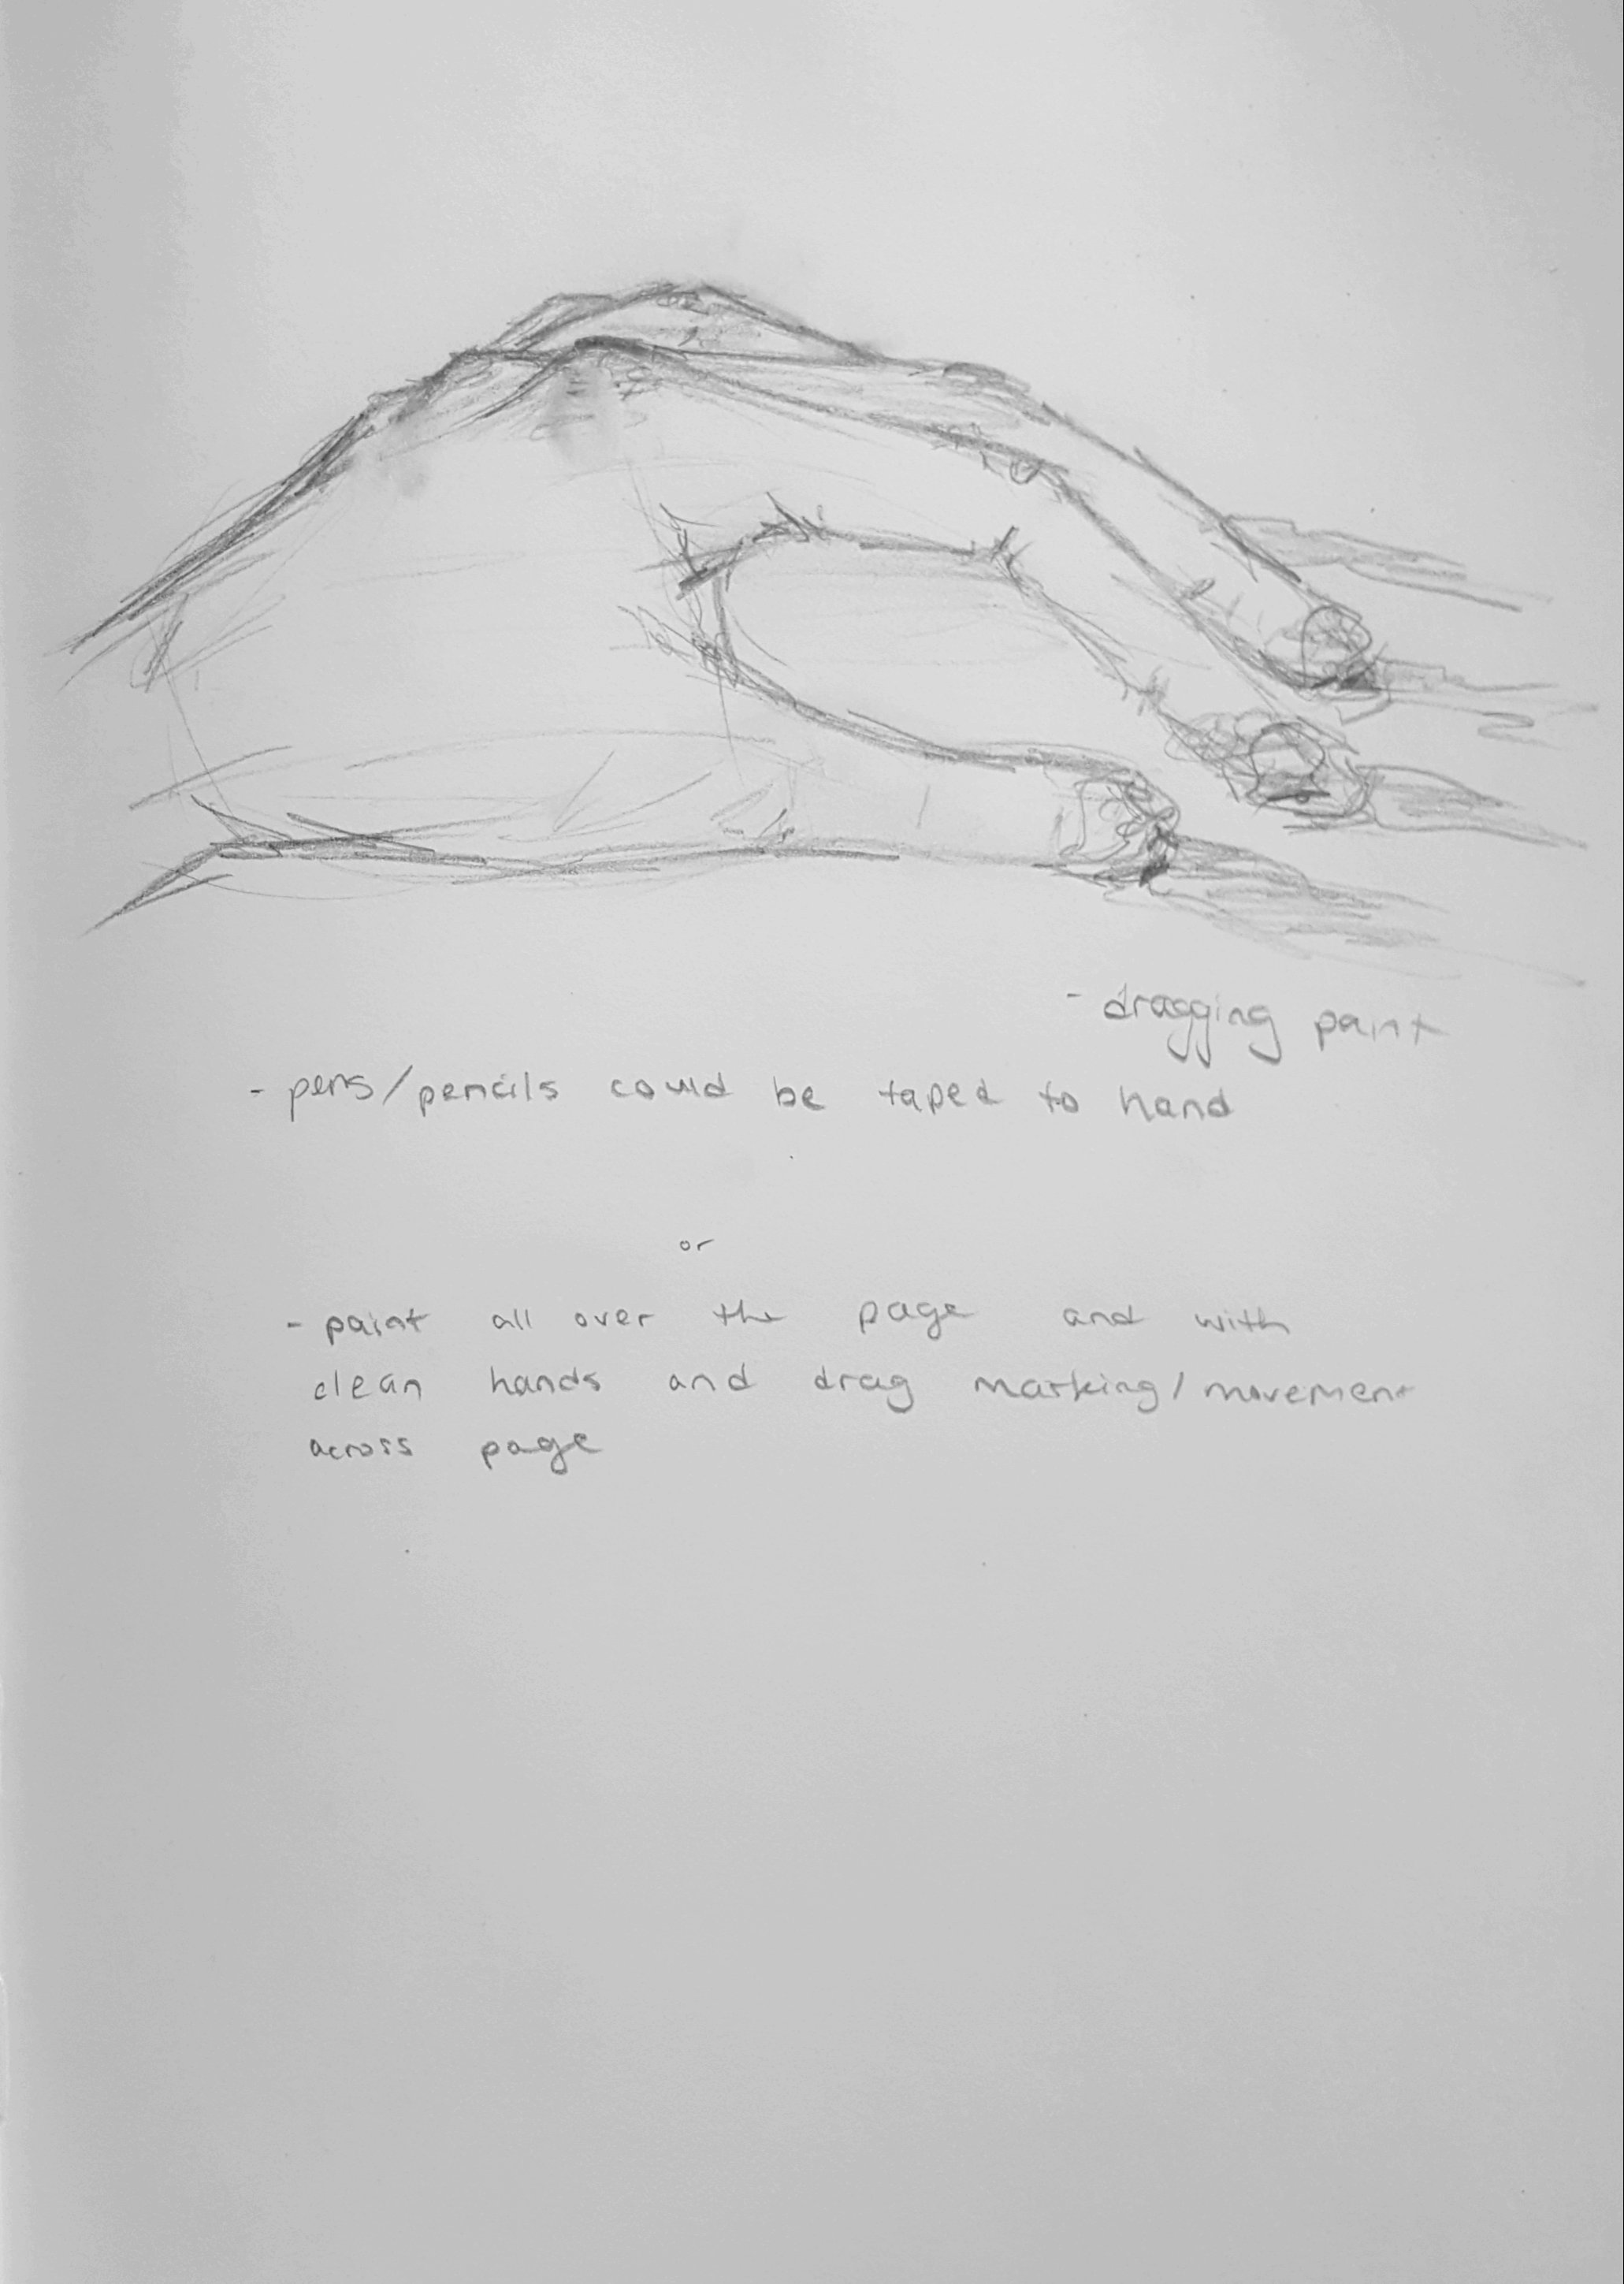 - dragging paint
- pens/pencils could be taped to hand
or
- paint all over the page and with
clean hands and drag marking/movement
across page